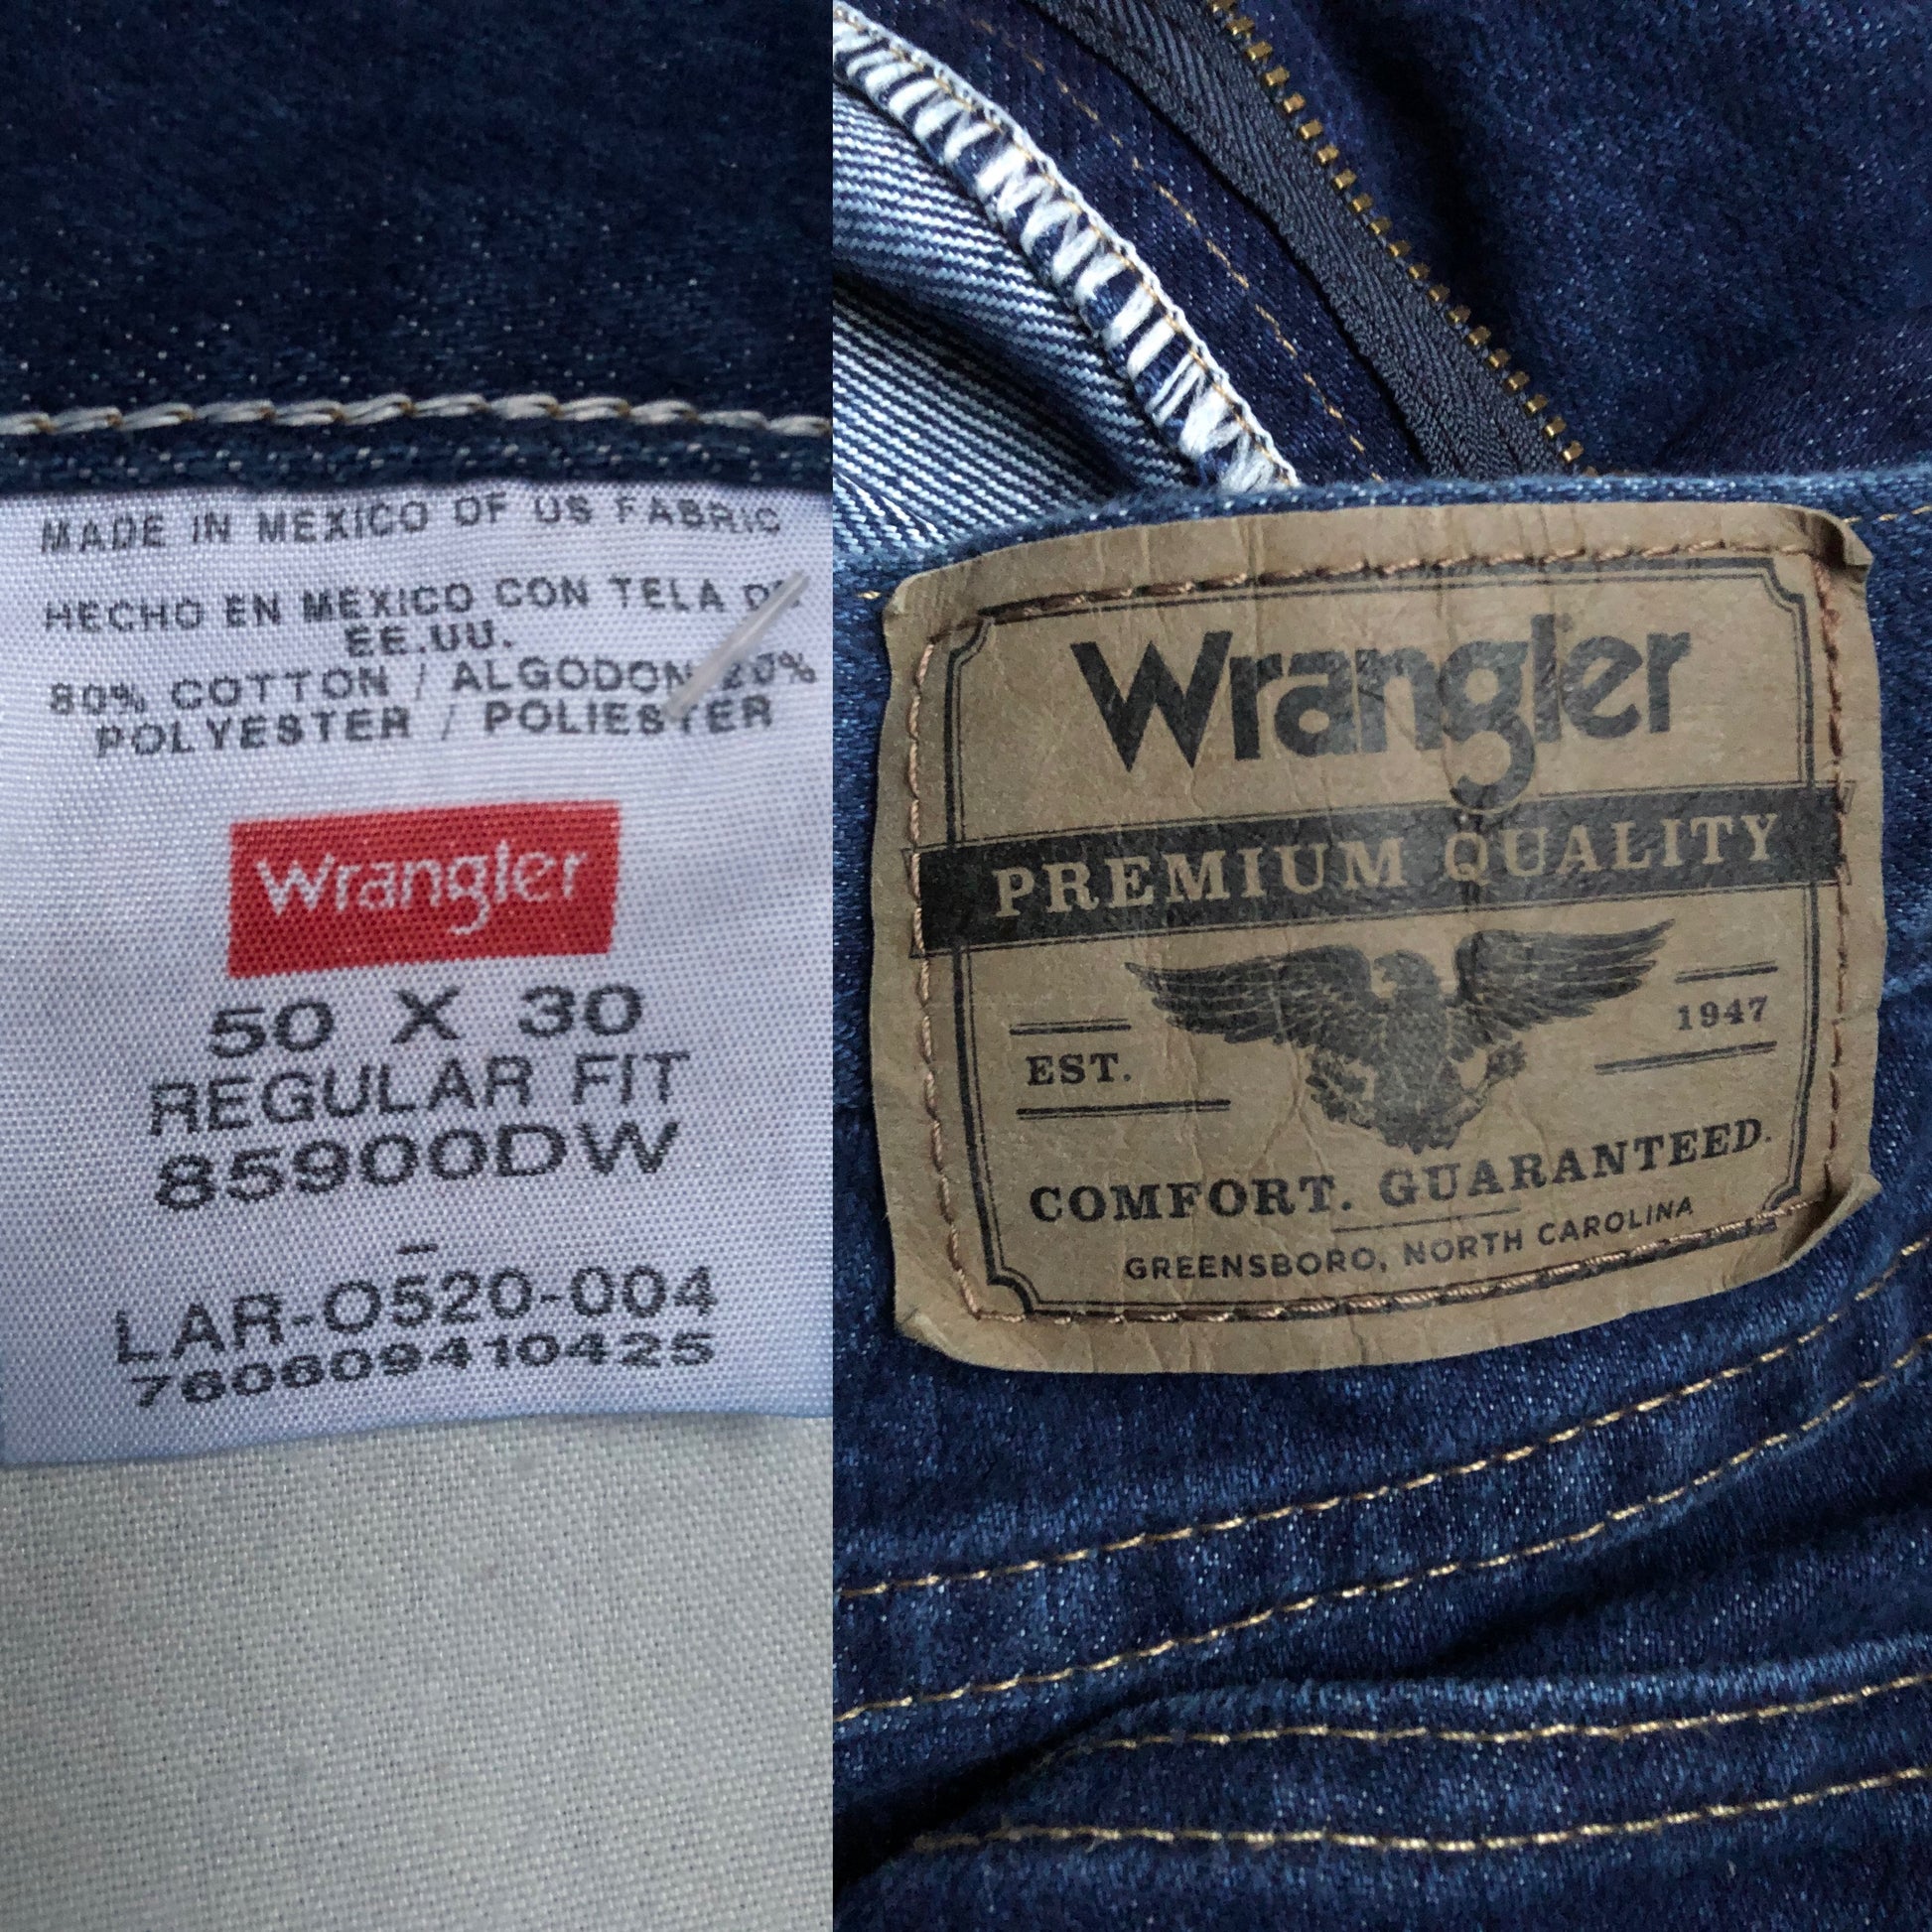 MADE IN MEXICO OF US FABRIC
HECHO EN MEXICO CON TELA DE
EE.UU.
80% COTTON / ALGODON 20%
POLYESTER / POLIESTER
Wrangler
50 X 30
REGULAR FIT
85900DW
-
LAR-O520-004
760609410425
Wrangler
PREMIUM QUALITY
EST. 1947
COMFORT. GUARANTEED.
GREENSBORO, NORTH CAROLINA